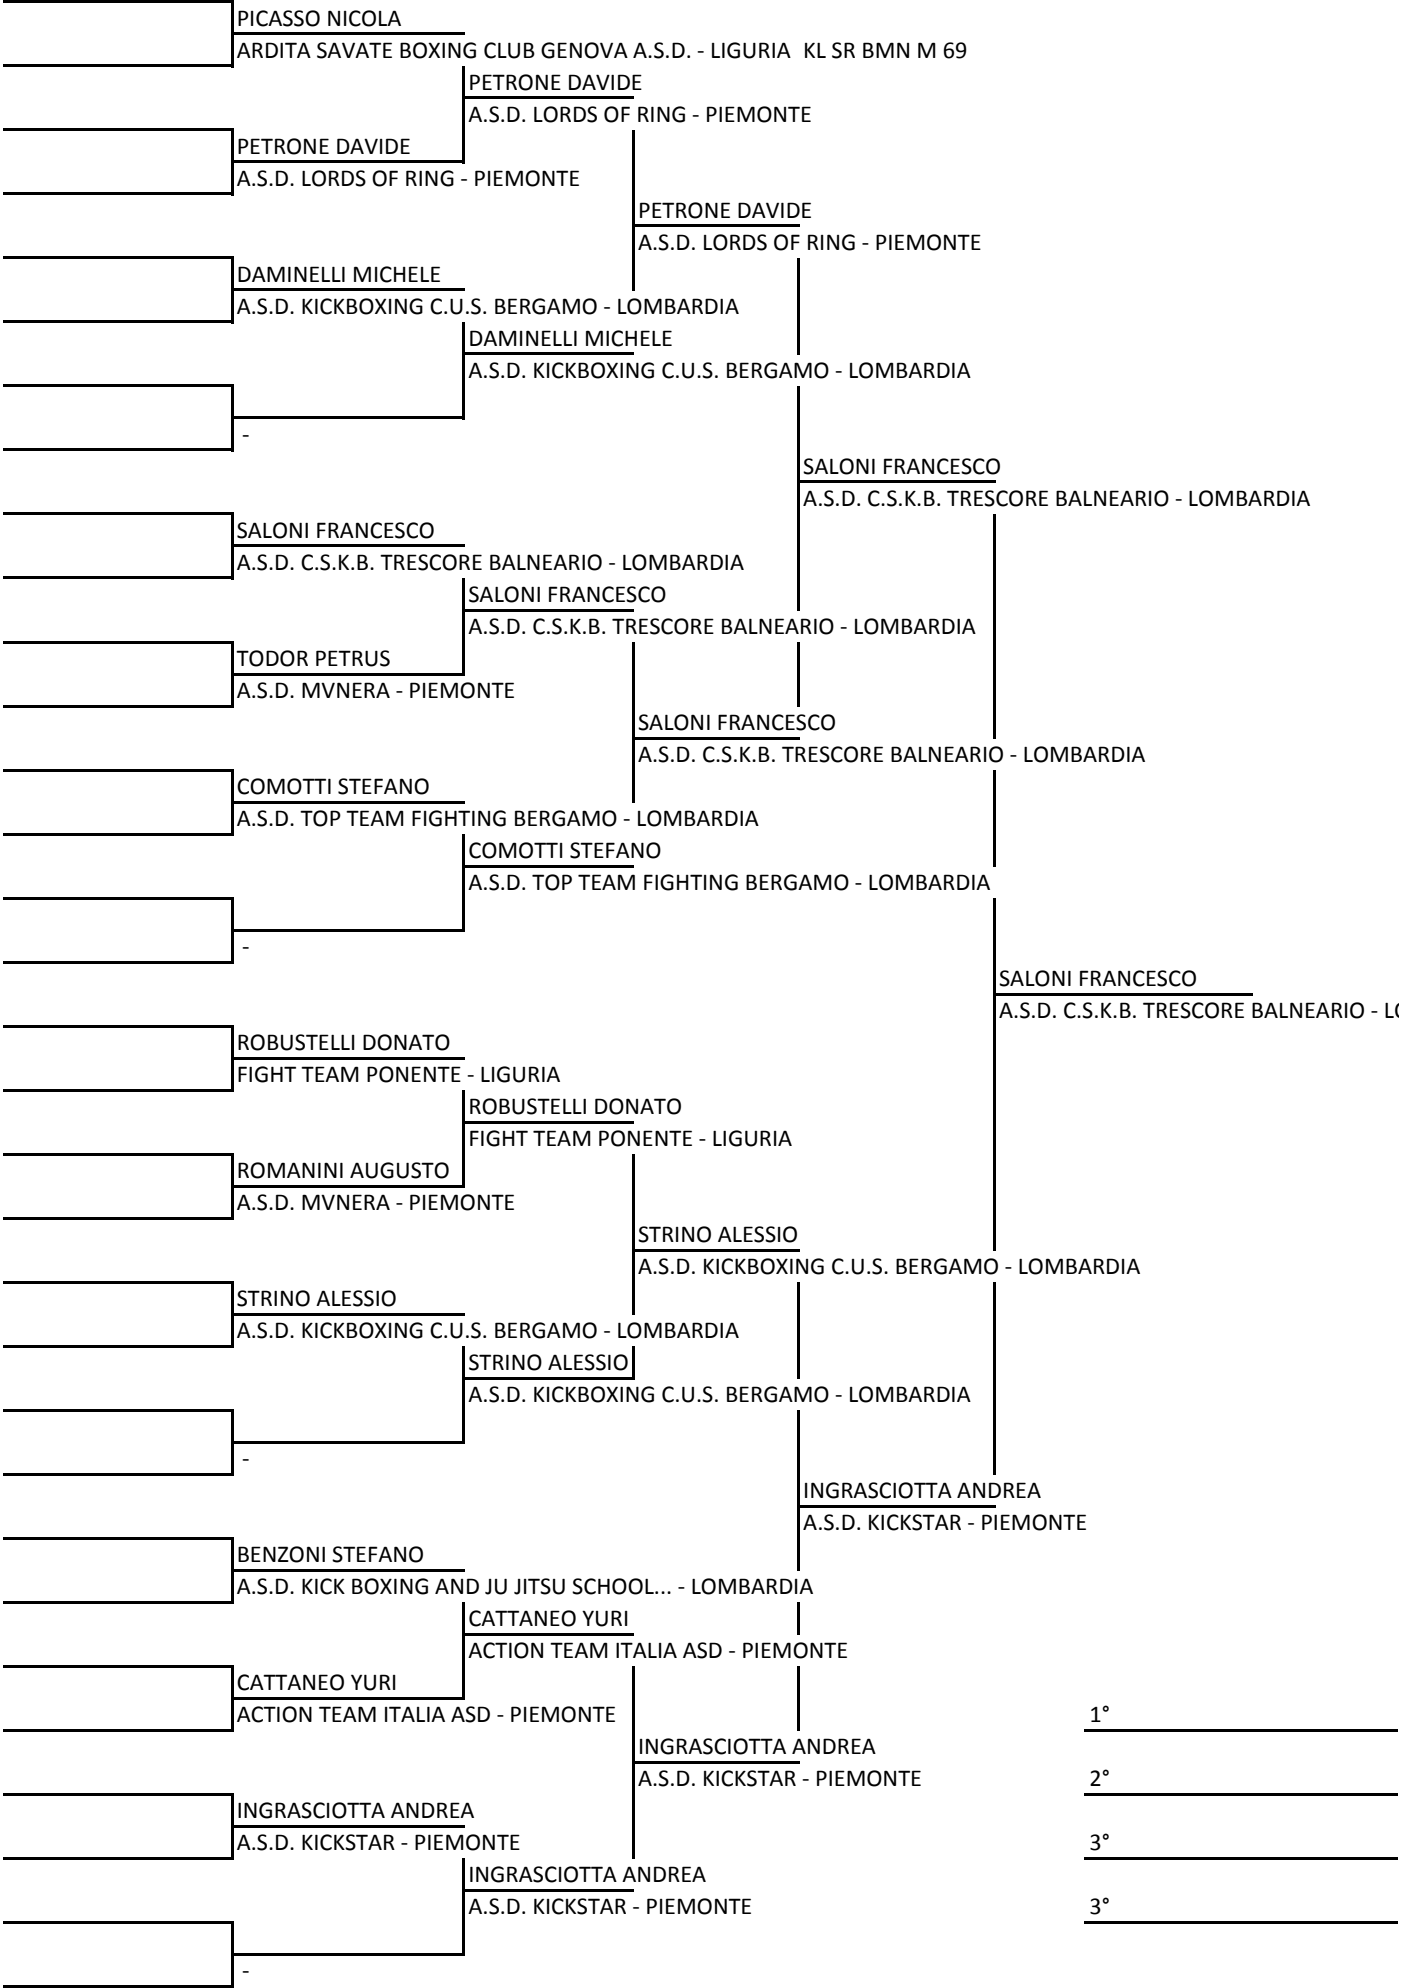 PICASSO NICOLA
ARDITA SAVATE BOXING CLUB GENOVA A.S.D. - LIGURIA  KL SR BMN M 69
PETRONE DAVIDE
A.S.D. LORDS OF RING - PIEMONTE
PETRONE DAVIDE
A.S.D. LORDS OF RING - PIEMONTE
PETRONE DAVIDE
A.S.D. LORDS OF RING - PIEMONTE
DAMINELLI MICHELE
A.S.D. KICKBOXING C.U.S. BERGAMO - LOMBARDIA
DAMINELLI MICHELE
A.S.D. KICKBOXING C.U.S. BERGAMO - LOMBARDIA
-
SALONI FRANCESCO
A.S.D. C.S.K.B. TRESCORE BALNEARIO - LOMBARDIA
SALONI FRANCESCO
A.S.D. C.S.K.B. TRESCORE BALNEARIO - LOMBARDIA
SALONI FRANCESCO
A.S.D. C.S.K.B. TRESCORE BALNEARIO - LOMBARDIA
TODOR PETRUS
A.S.D. MVNERA - PIEMONTE
SALONI FRANCESCO
A.S.D. C.S.K.B. TRESCORE BALNEARIO - LOMBARDIA
COMOTTI STEFANO
A.S.D. TOP TEAM FIGHTING BERGAMO - LOMBARDIA
COMOTTI STEFANO
A.S.D. TOP TEAM FIGHTING BERGAMO - LOMBARDIA
-
SALONI FRANCESCO
A.S.D. C.S.K.B. TRESCORE BALNEARIO - L
ROBUSTELLI DONATO
FIGHT TEAM PONENTE - LIGURIA
ROBUSTELLI DONATO
FIGHT TEAM PONENTE - LIGURIA
ROMANINI AUGUSTO
A.S.D. MVNERA - PIEMONTE
STRINO ALESSIO
A.S.D. KICKBOXING C.U.S. BERGAMO - LOMBARDIA
STRINO ALESSIO
A.S.D. KICKBOXING C.U.S. BERGAMO - LOMBARDIA
STRINO ALESSIO
A.S.D. KICKBOXING C.U.S. BERGAMO - LOMBARDIA
-
INGRASCIOTTA ANDREA
A.S.D. KICKSTAR - PIEMONTE
BENZONI STEFANO
A.S.D. KICK BOXING AND JU JITSU SCHOOL... - LOMBARDIA
CATTANEO YURI
ACTION TEAM ITALIA ASD - PIEMONTE
CATTANEO YURI
ACTION TEAM ITALIA ASD - PIEMONTE
1°
INGRASCIOTTA ANDREA
A.S.D. KICKSTAR - PIEMONTE
2°
INGRASCIOTTA ANDREA
A.S.D. KICKSTAR - PIEMONTE
3°
INGRASCIOTTA ANDREA
A.S.D. KICKSTAR - PIEMONTE
3°
-